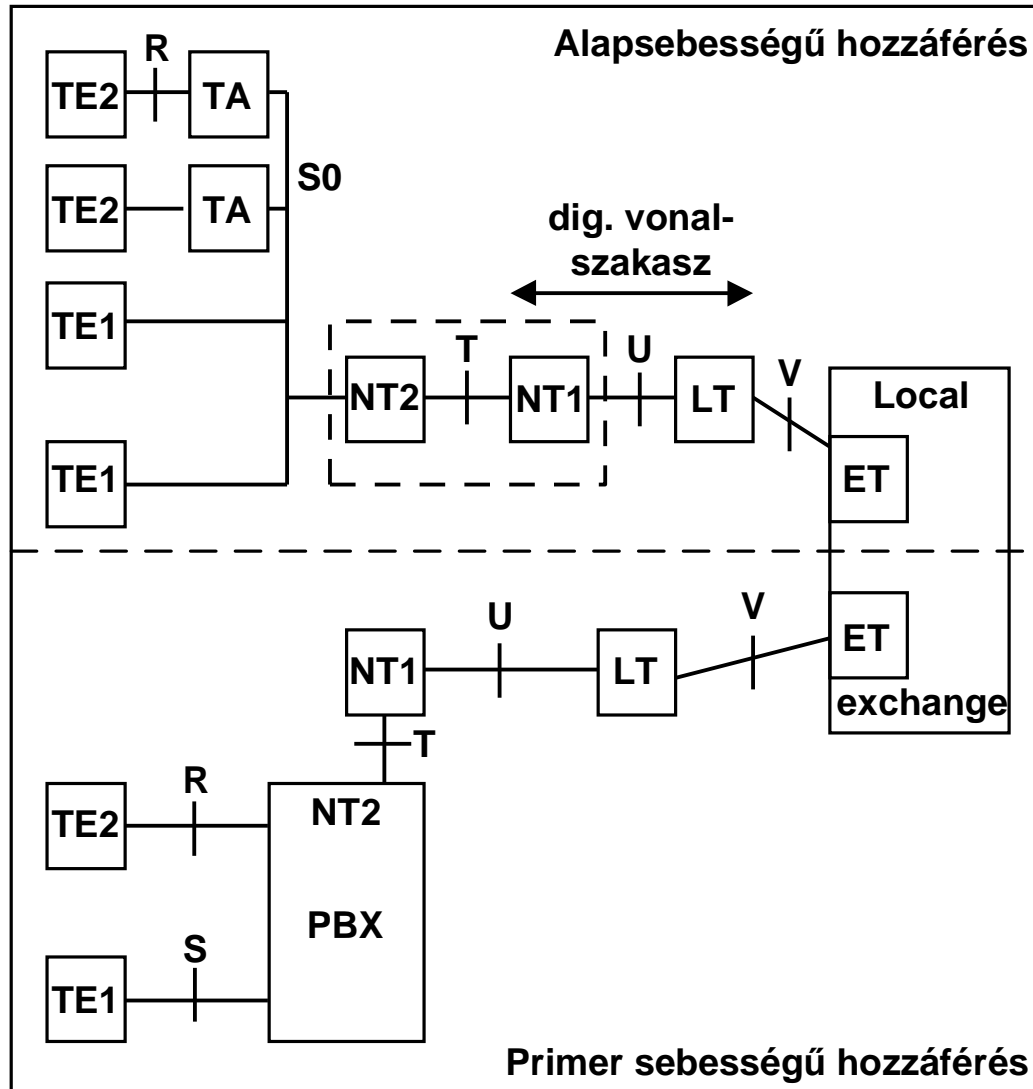 Alapsebességű hozzáférés
R
TE2
TA
S0
TE2
TA
dig. vonal-
szakasz
TE1
T
U
V
Local
NT2
NT1
LT
TE1
ET
U
V
NT1
LT
ET
exchange
T
R
NT2
TE2
PBX
S
TE1
Primer sebességű hozzáférés